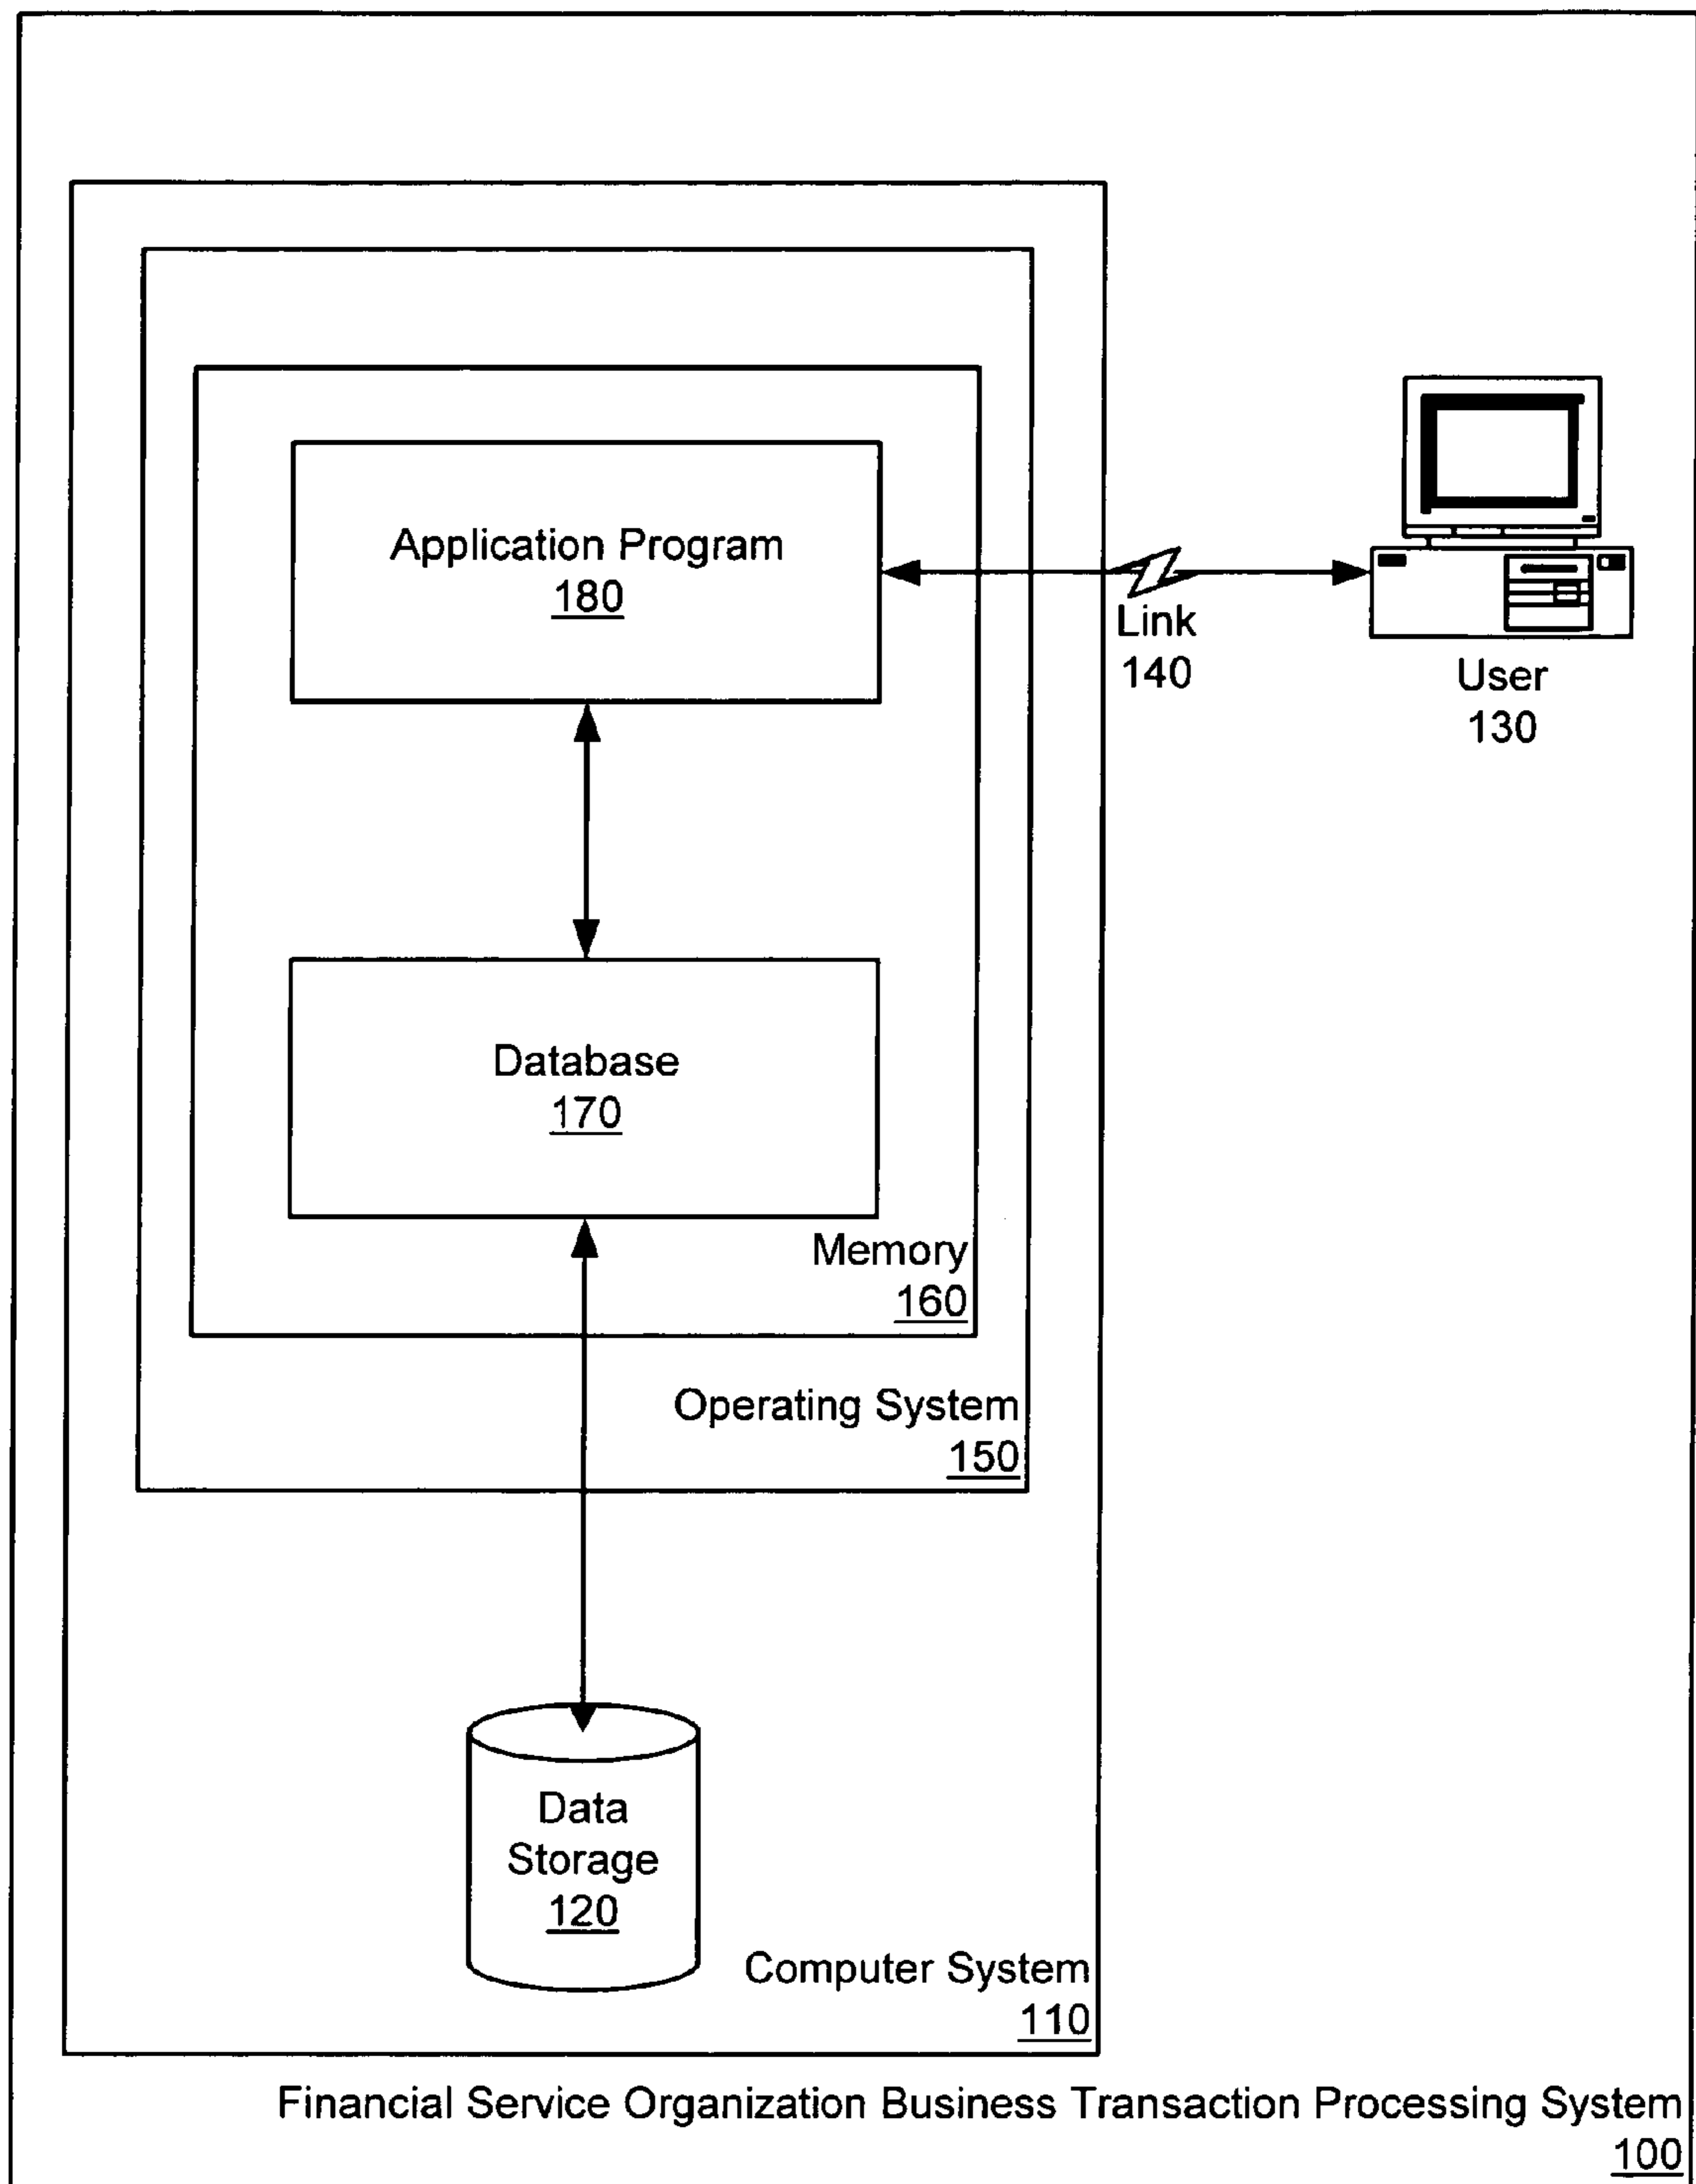 Application Program
180
Link
140
User
130
Database
170
Memory
160
Operating System
150
Data
Storage
120
Computer System
110
Financial Service Organization Business Transaction Processing System
100